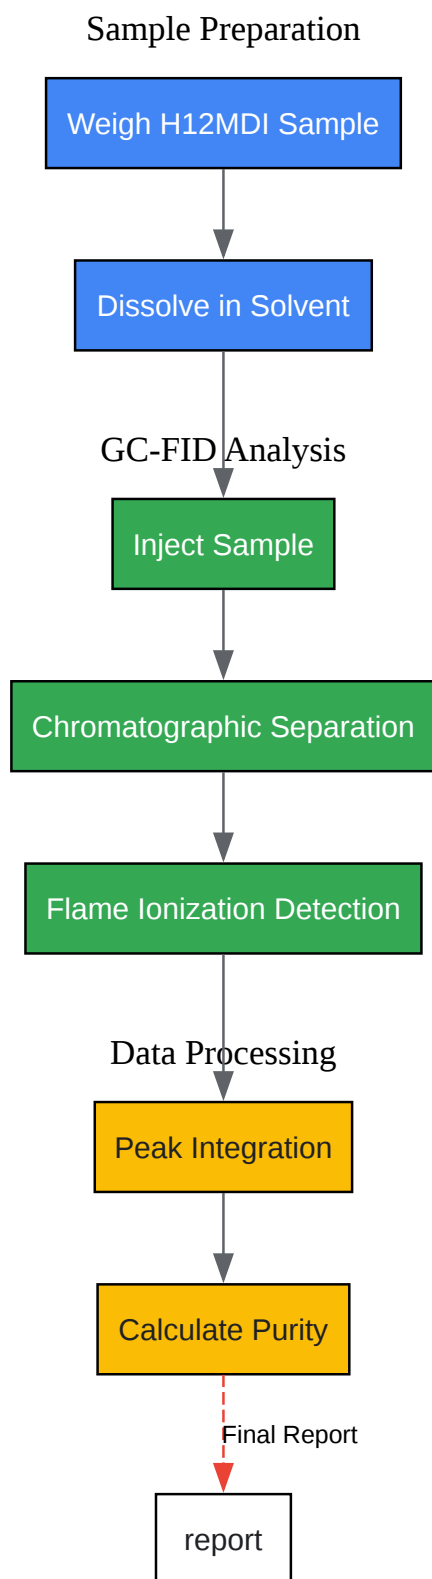 Sample Preparation
Weigh H12MDI Sample
Dissolve in Solvent
GC-FID Analysis
Inject Sample
Chromatographic Separation
Flame Ionization Detection
Data Processing
Peak Integration
Calculate Purity
Final Report
report